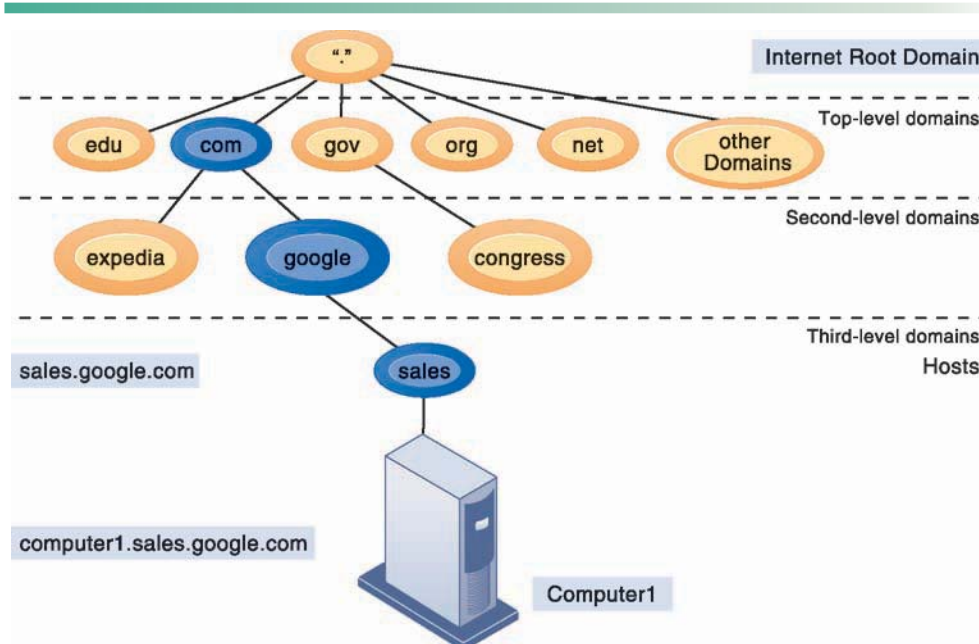 “.”
Internet Root Domain
Top-level domains
edu
com
gov
org
net
other
Domains
Second-level domains
expedia
google
congress
Third-level domains
Hosts
sales.google.com
sales
computer1.sales.google.com
Computer1